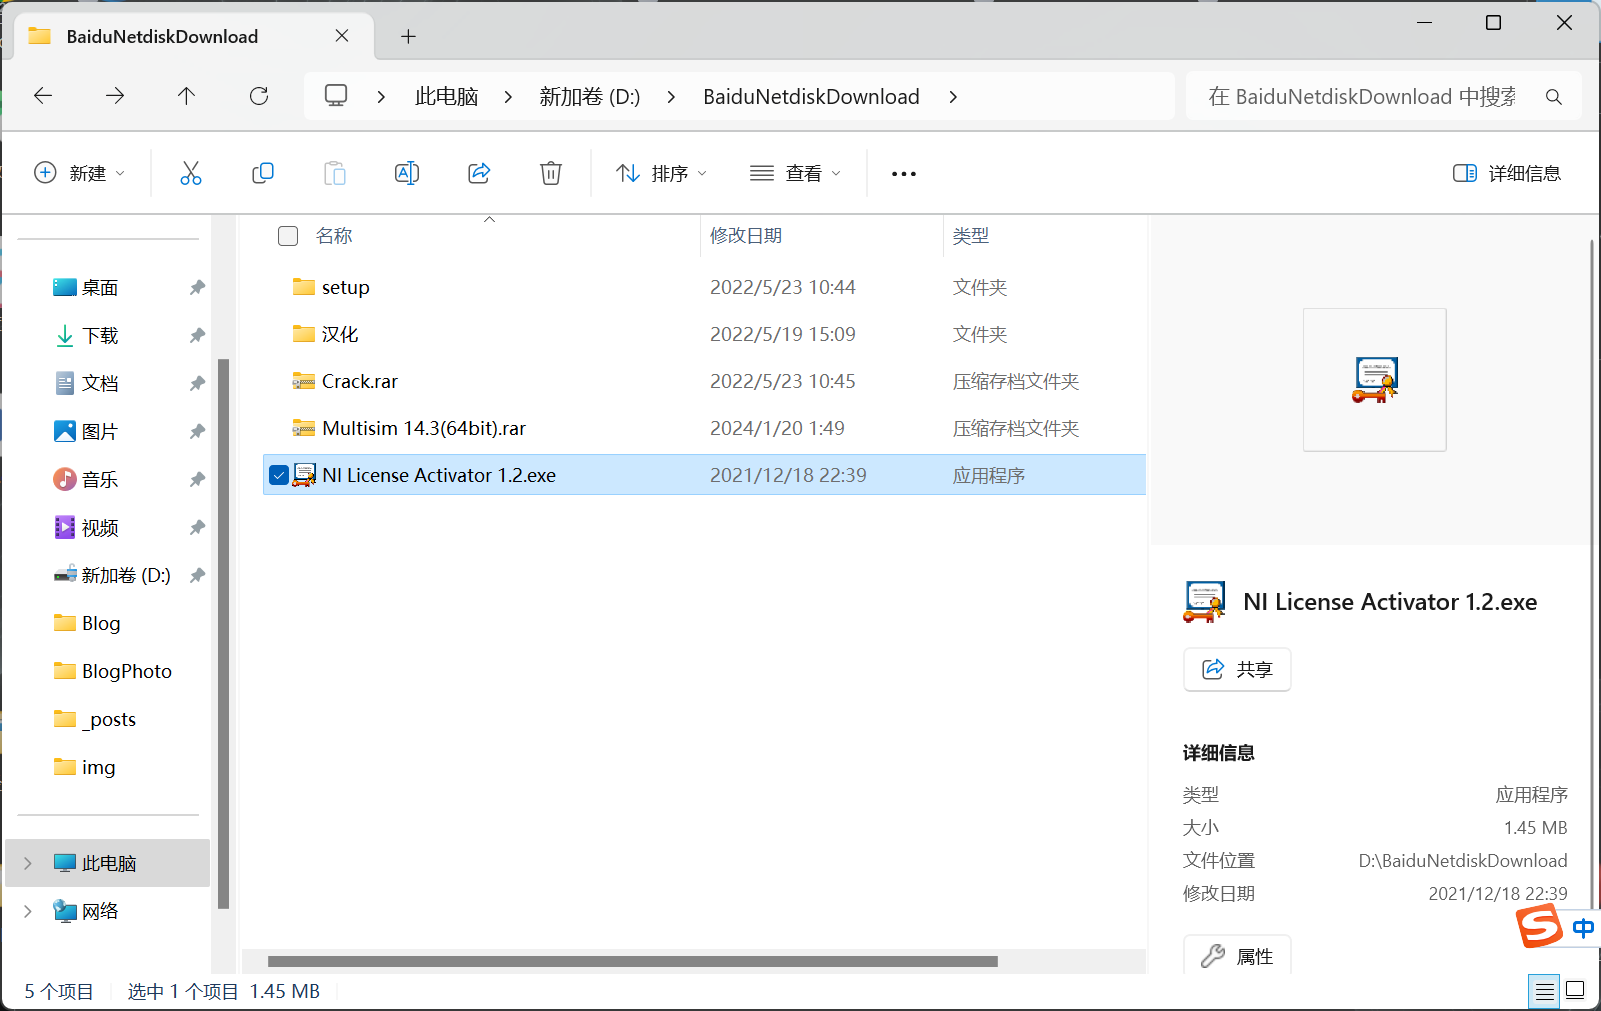 BaiduNetdiskDownload
此电脑
新加卷 (D:)
BaiduNetdiskDownload
在 BaiduNetdiskDownload 中搜索
新建
排序
查看
详细信息
名称
修改日期
类型
桌面
下载
文档
图片
音乐
视频
新加卷 (D:)
Blog
BlogPhoto
_posts
img
此电脑
网络
setup 2022/5/23 10:44 文件夹
汉化 2022/5/19 15:09 文件夹
Crack.rar 2022/5/23 10:45 压缩存档文件夹
Multisim 14.3(64bit).rar 2024/1/20 1:49 压缩存档文件夹
NI License Activator 1.2.exe 2021/12/18 22:39 应用程序
NI License Activator 1.2.exe
共享
详细信息
类型 应用程序
大小 1.45 MB
文件位置 D:\BaiduNetdiskDownload
修改日期 2021/12/18 22:39
属性
S 中
5 个项目
选中 1 个项目 1.45 MB